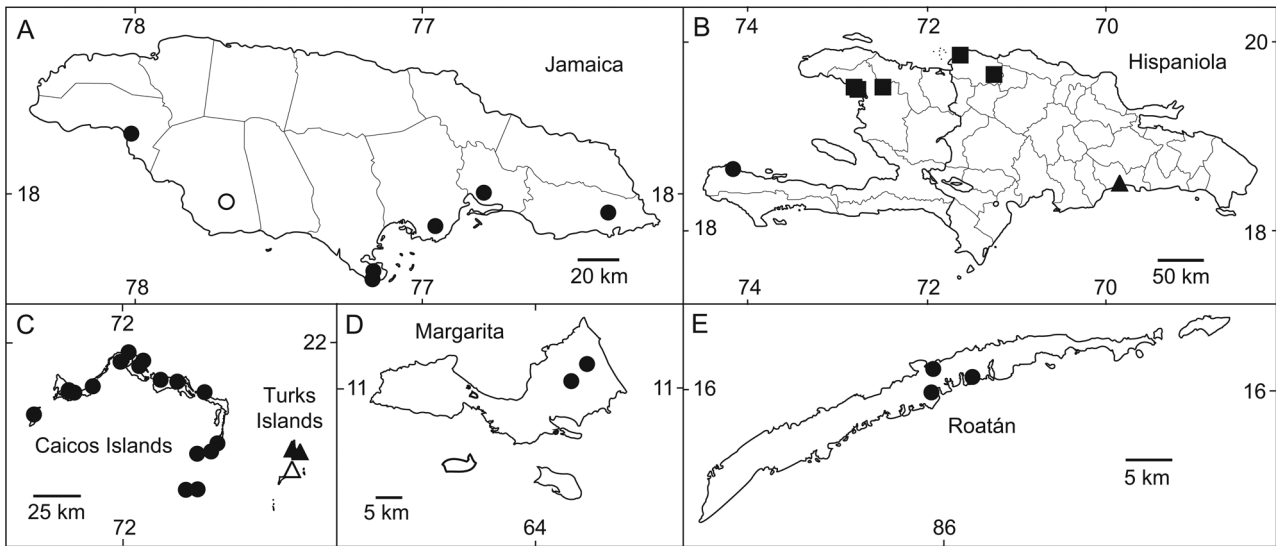 A
78
77
Jamaica
18
18
20 km
78
77
B
74
72
70
20
Hispaniola
18
18
50 km
74
72
70
C
72
22
Turks
Islands
Caicos Islands
25 km
72
D
Margarita
11
11
5 km
64
E
16
16
Roatán
5 km
86